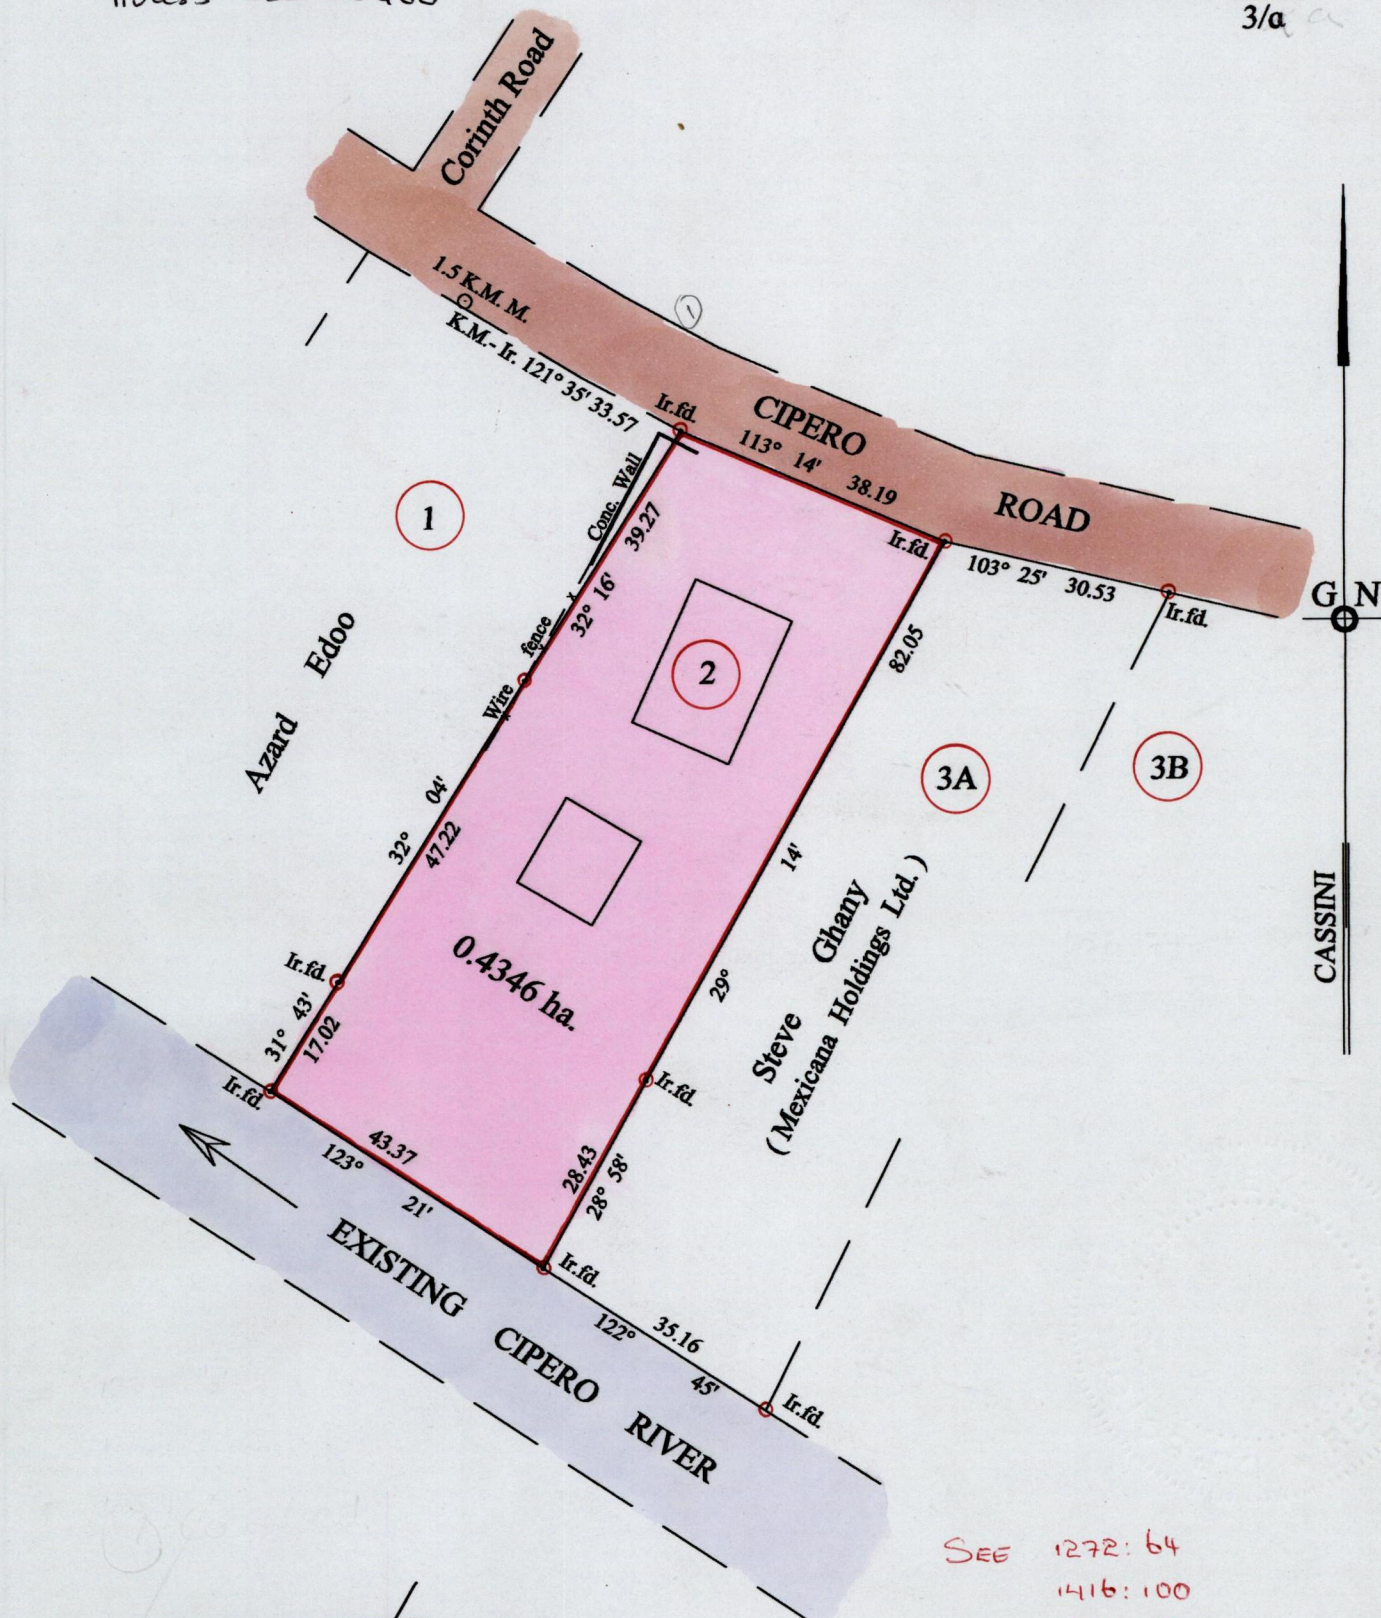 3/a
Corinth Road
1.5 K.M. M.
K.M.- Ir. 121° 35' 33.57
1
Ir.fd.
CIPERO
ROAD
113° 14' 38.19
Ir.fd.
103° 25' 30.53
Ir.fd.
G N
Conc. Wall
39.27
32° 16'
1
fence
Wire
Azard Edoo
2
82.05
3A
3B
04'
32°
47.22
14'
29°
CASSINI
Steve Ghany
( Mexicana Holdings Ltd. )
0.4346 ha.
Ir.fd.
43'
31°
17.02
Ir.fd.
Ir.fd.
43.37
123°
21'
28.43
28° 58'
Ir.fd.
EXISTING CIPERO RIVER
122°
35.16
45'
Ir.fd.
SEE 1272: 64
1416: 100